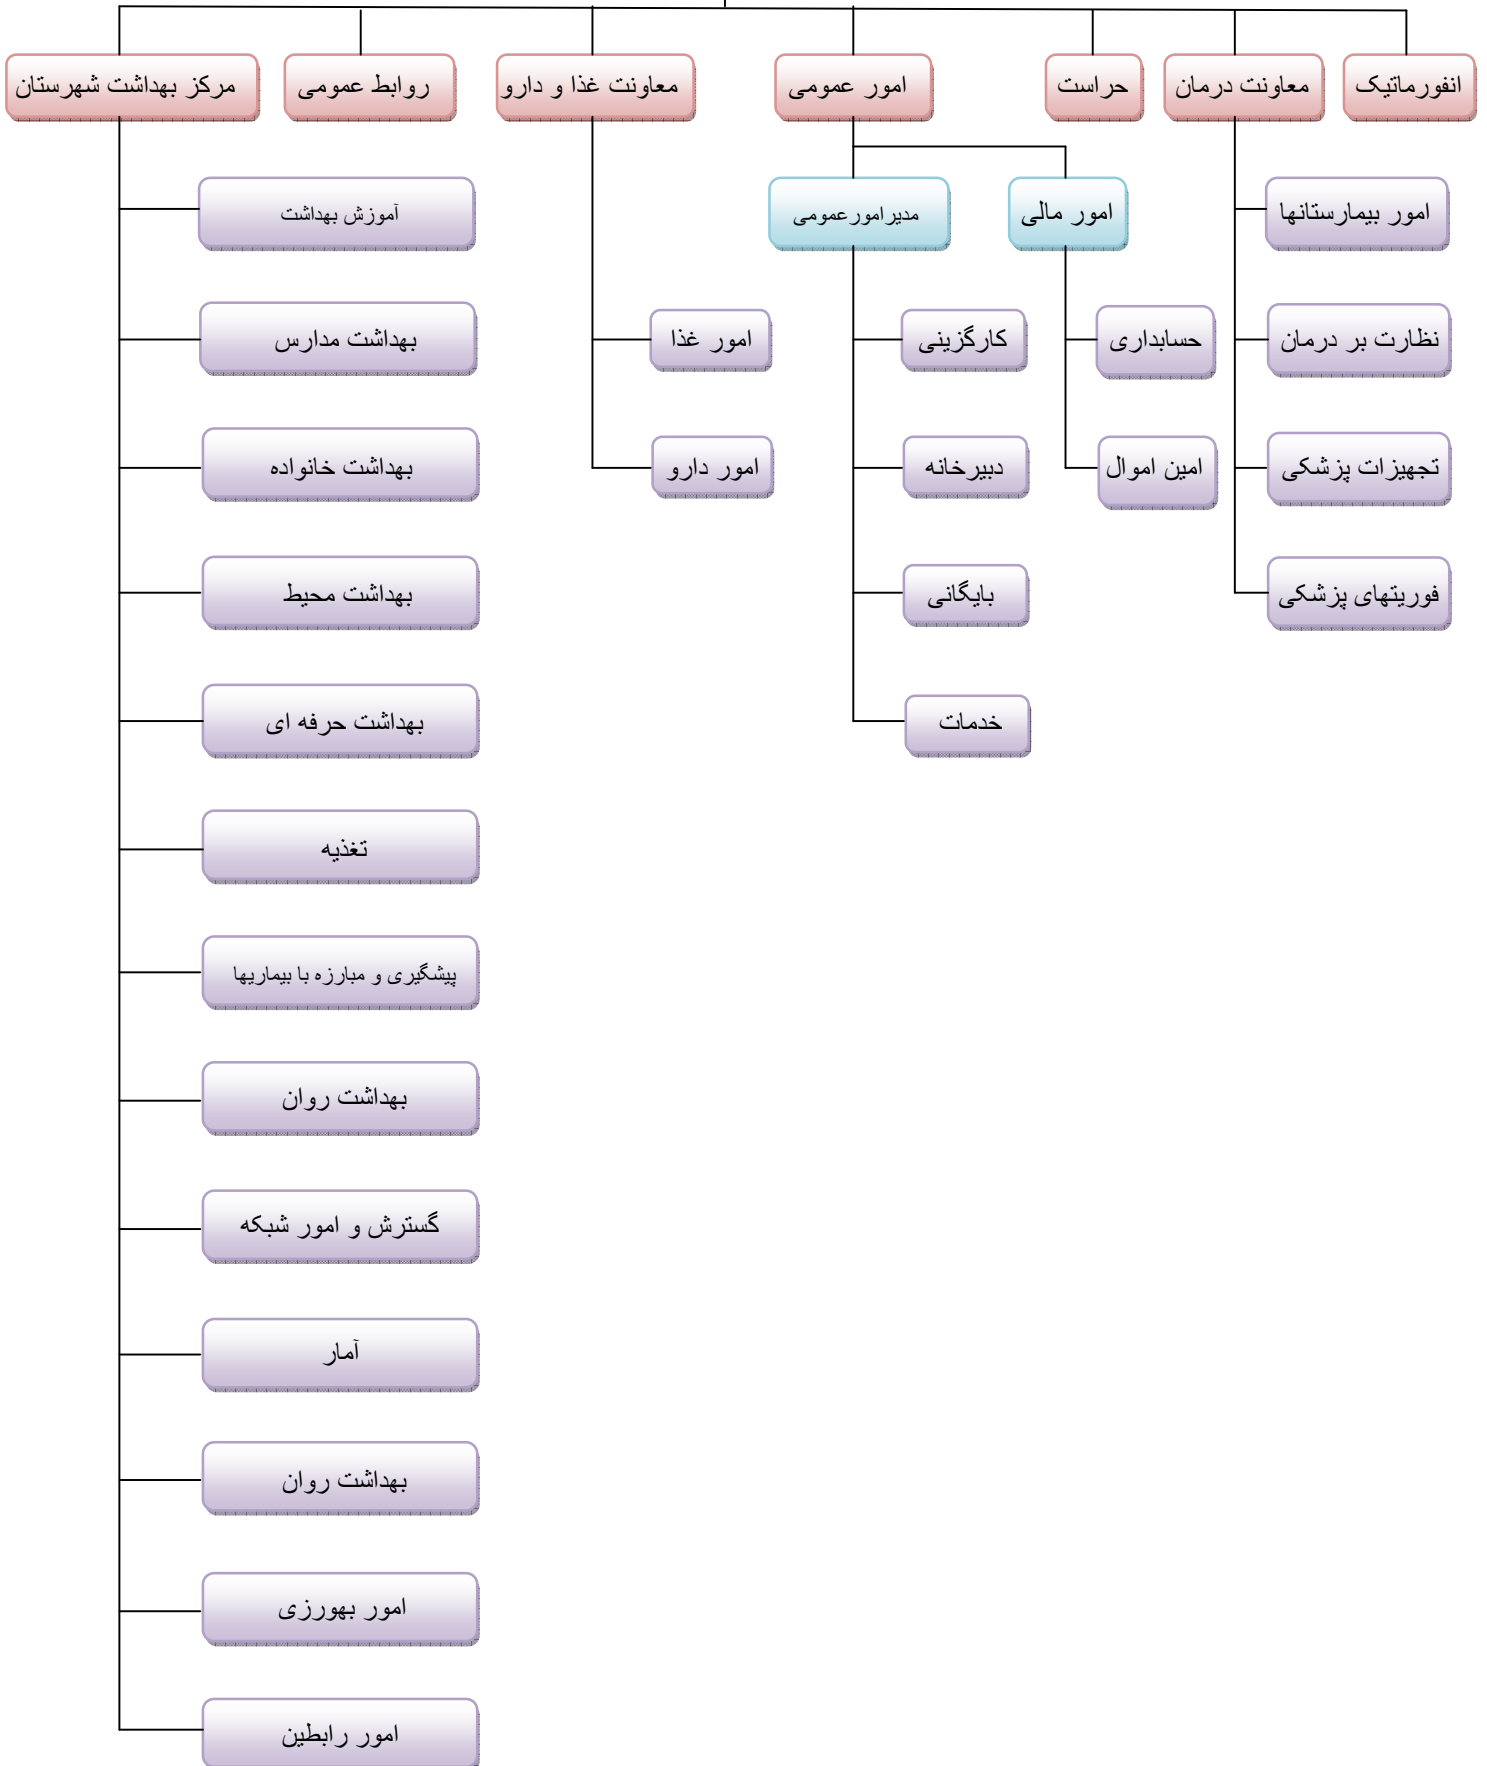 انفورماتیک
معاونت درمان
حراست
امور عمومی
معاونت غذا و دارو
روابط عمومی
مرکز بهداشت شهرستان
امور بیمارستانها
امور مالی
مدیرامورعمومی
آموزش بهداشت
نظارت بر درمان
حسابداری
کارگزینی
امور غذا
بهداشت مدارس
تجهیزات پزشکی
امین اموال
دبیرخانه
امور دارو
بهداشت خانواده
فوریتهای پزشکی
بایگانی
بهداشت محیط
خدمات
بهداشت حرفه ای
تغذیه
پیشگیری و مبارزه با بیماریها
بهداشت روان
گسترش و امور شبکه
آمار
بهداشت روان
امور بهورزی
امور رابطین